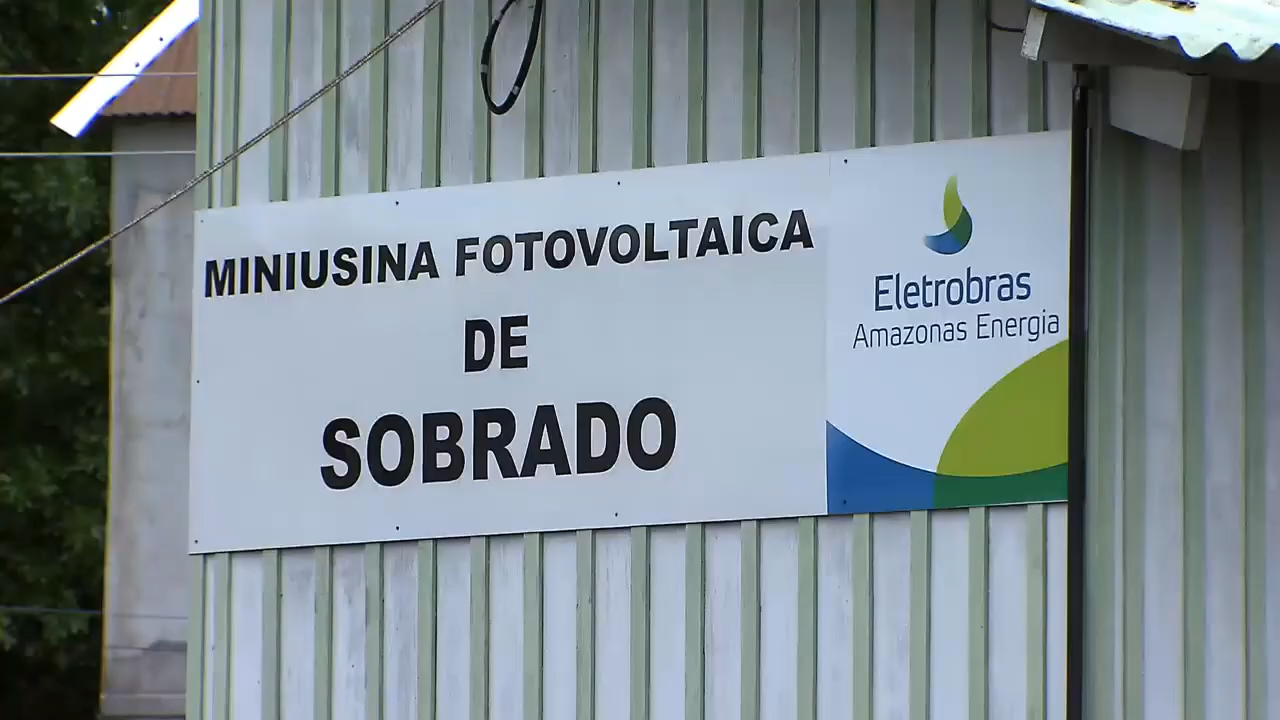 MINIUSINA FOTOVOLTAICA
DE
SOBRADO
Eletrobras
Amazonas Energia